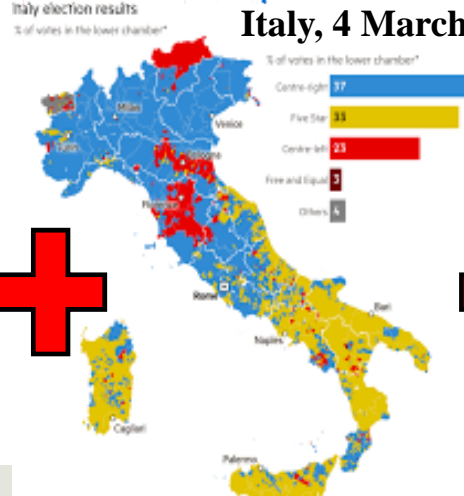 Italy election results
Italy, 4 March
% of votes in the lower chamber*
% of votes in the lower chamber*
Centre-right 37
Five Star 33
Centre-left 23
Free and Equal 3
Others 4
Milan
Venice
Turin
Bologna
Florence
Rome
Bari
Naples
Cagliari
Palermo